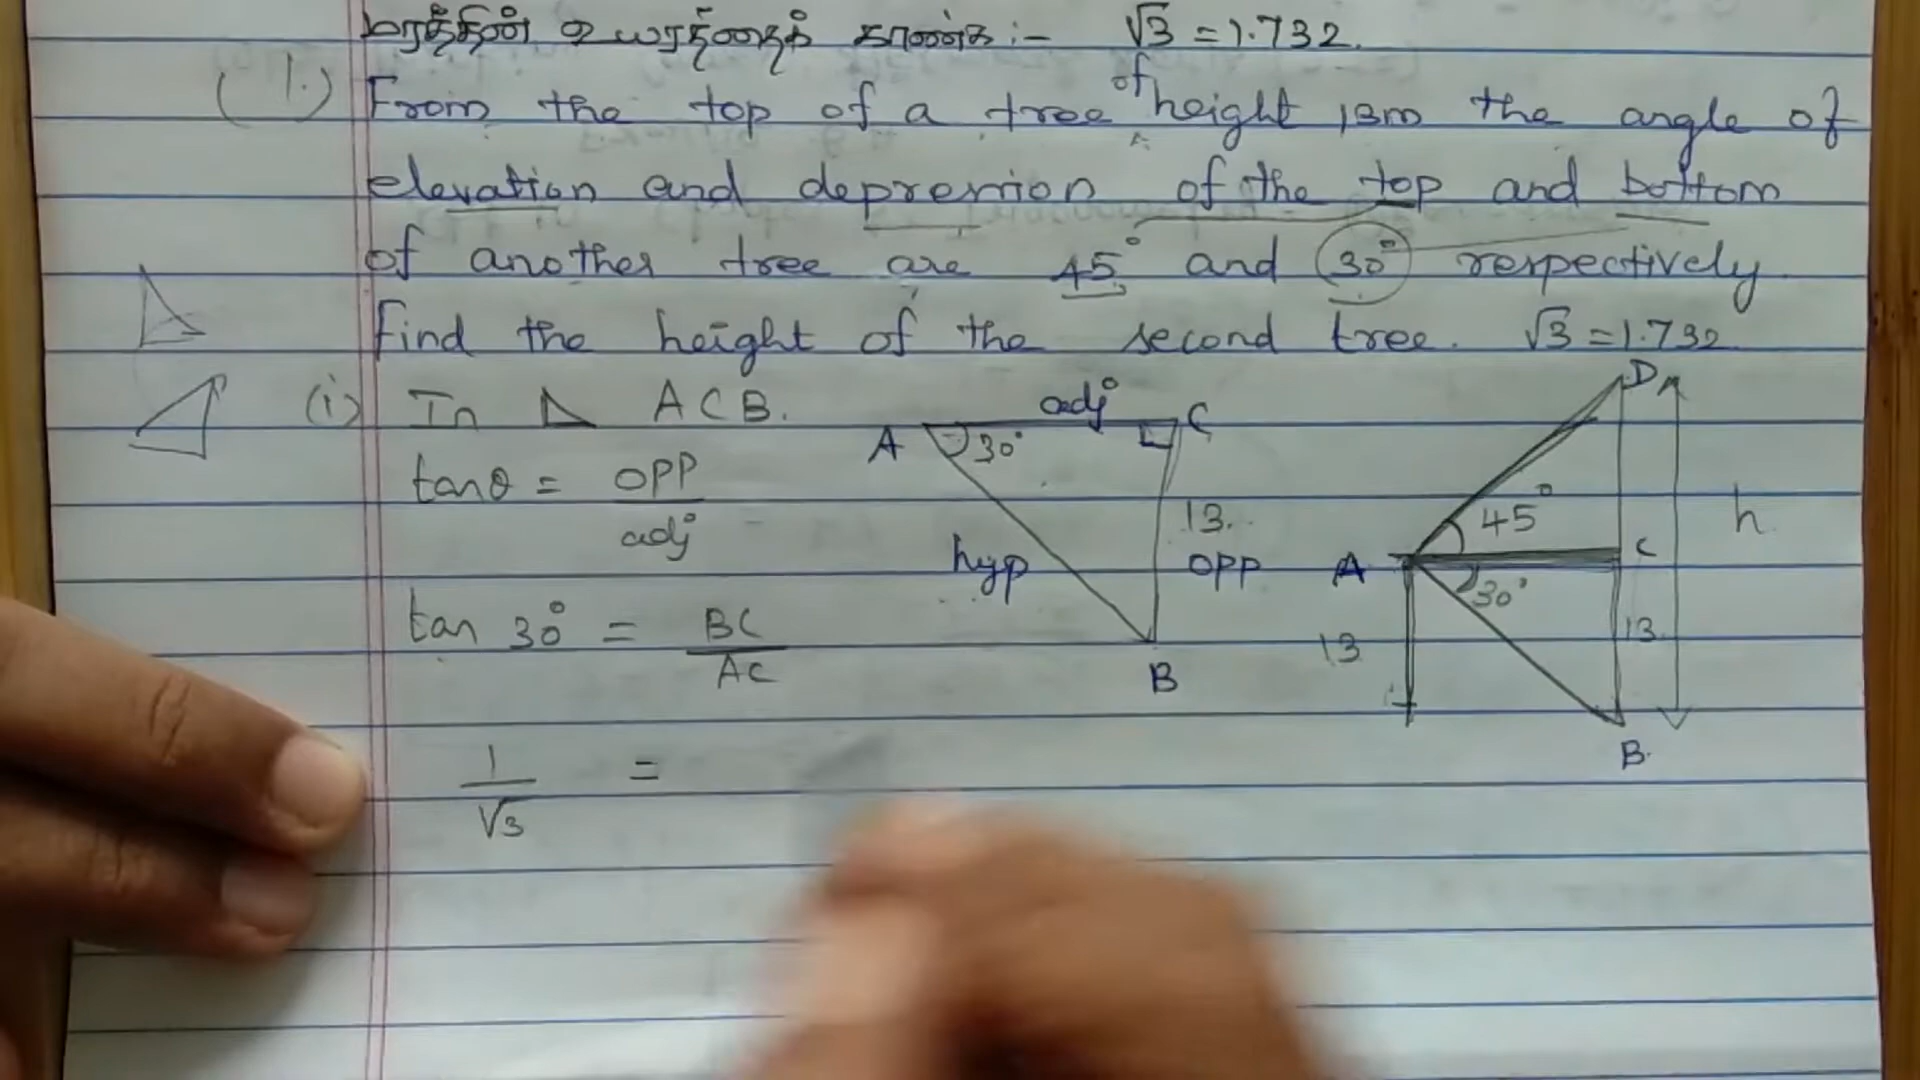 மரத்தின் உயரத்தைக் காண்க :- √3 = 1.732.
(1.) From the top of a tree of height 13m the angle of
elevation and depression of the top and bottom
of another tree are 45° and 30° respectively
find the height of the second tree. √3 = 1.732
(i) In ◺ ACB.
tanθ = opp / adj
tan 30° = BC / AC
1 / √3 =
adj
A 30° C
13.
hyp opp
B
D
45° h
A C
30°
13 13
B.